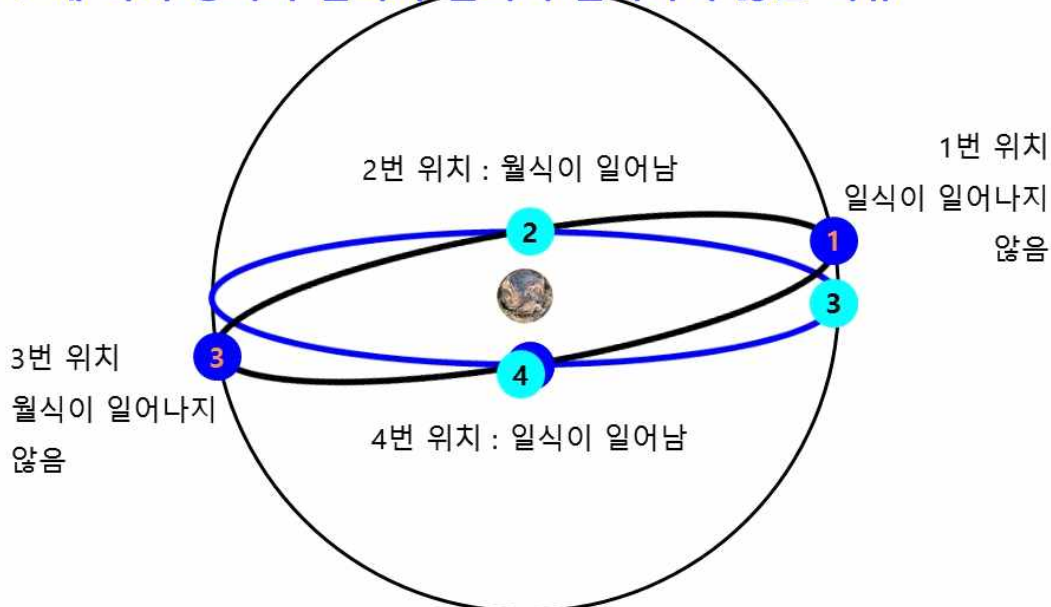 2번 위치 : 월식이 일어남
1번 위치
일식이 일어나지
않음
2
1
3
3
4
3번 위치
월식이 일어나지
않음
4번 위치 : 일식이 일어남